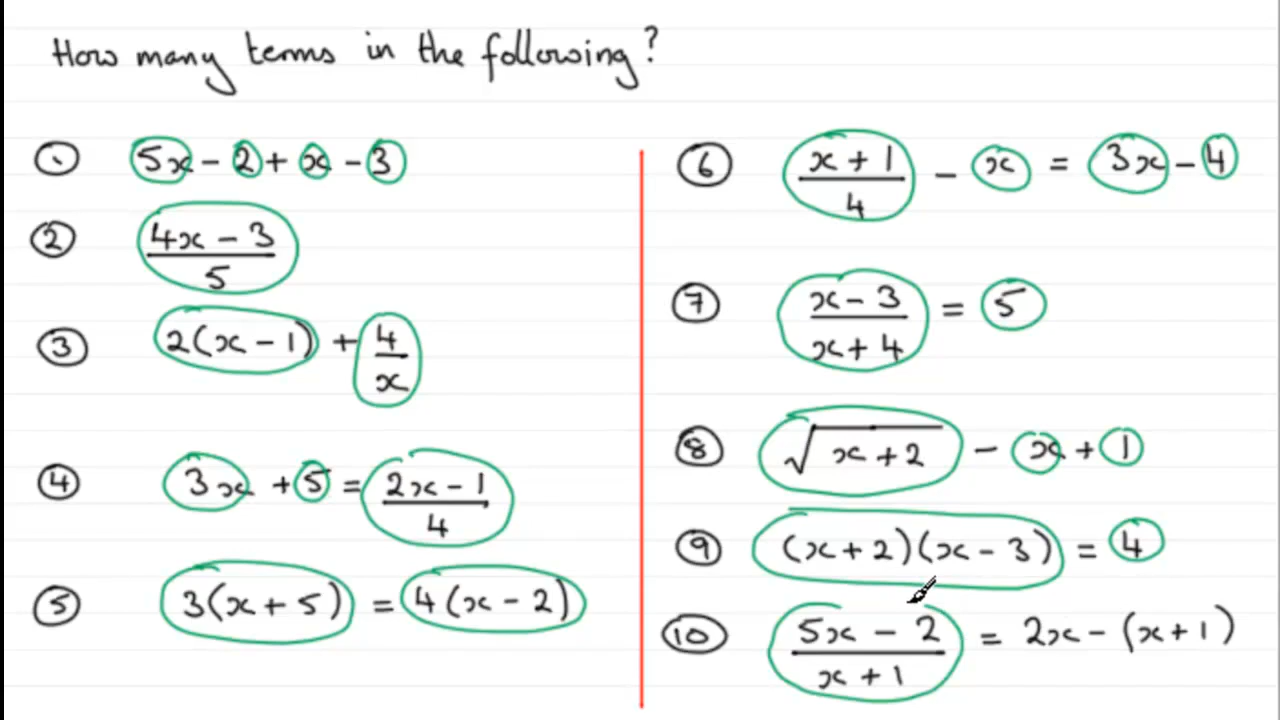 How many terms in the following?
① 5x - 2 + x - 3
② (4x - 3)/5
③ 2(x - 1) + 4/x
④ 3x + 5 = (2x - 1)/4
⑤ 3(x + 5) = 4(x - 2)
⑥ (x + 1)/4 - x = 3x - 4
⑦ (x - 3)/(x + 4) = 5
⑧ √(x + 2) - x + 1
⑨ (x + 2)(x - 3) = 4
⑩ (5x - 2)/(x + 1) = 2x - (x + 1)